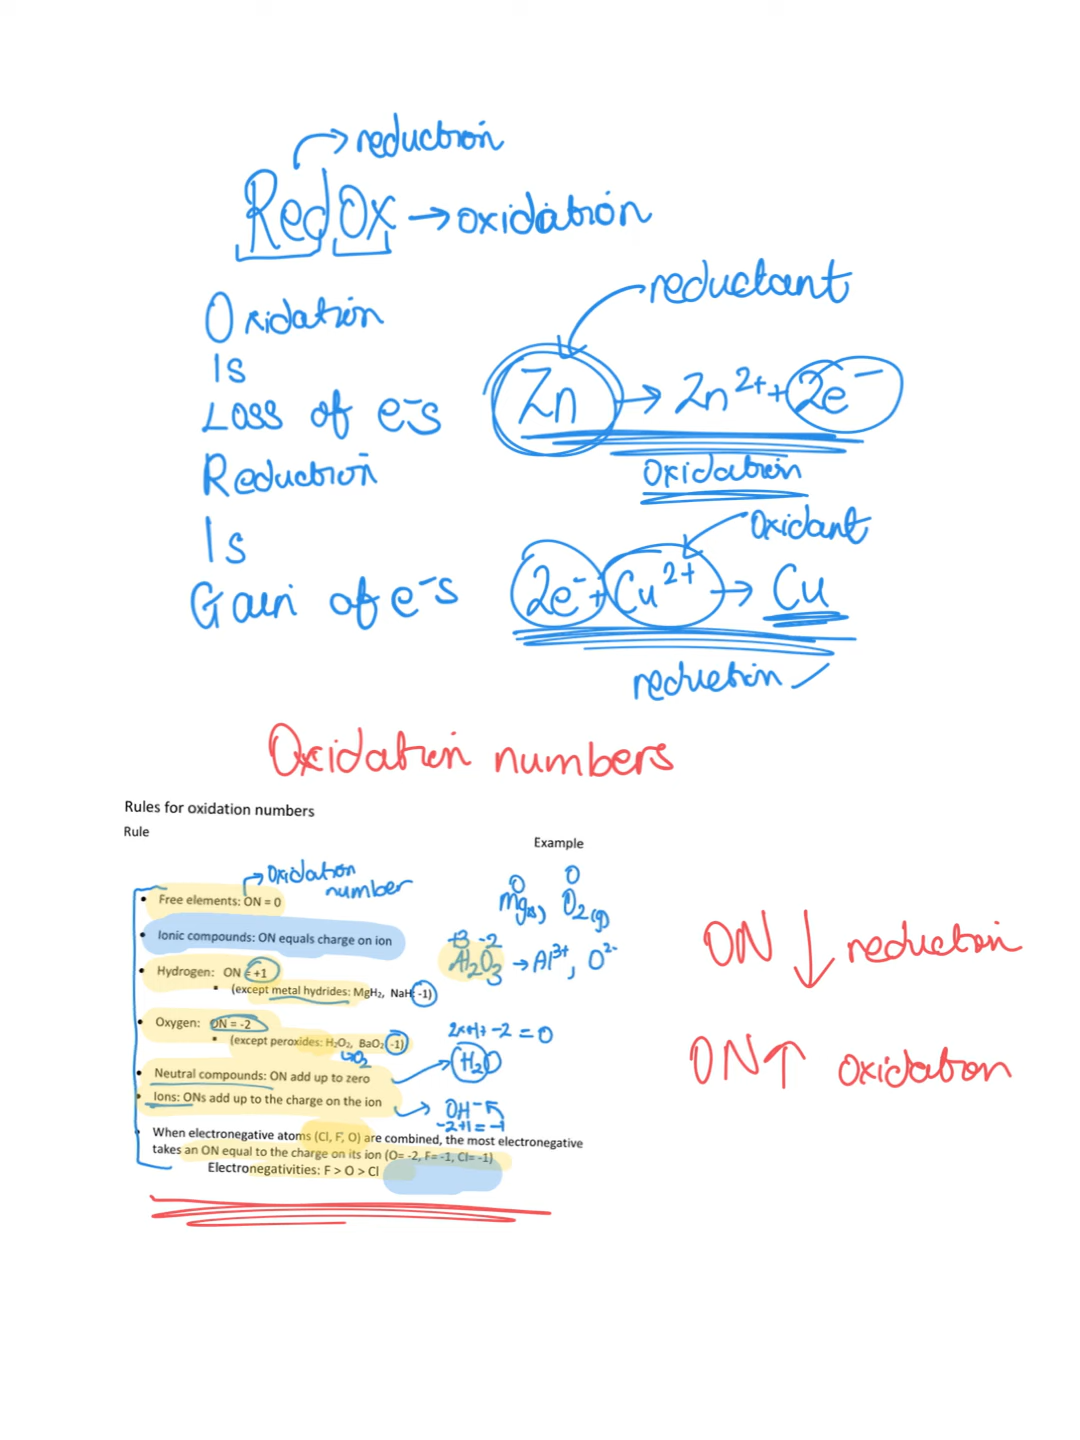 reduction
RedOx → oxidation
reductant
Oxidation
Is
Loss of e⁻s
Zn → Zn²⁺ + 2e⁻
Oxidation
Reduction
Is
Gain of e⁻s
Oxidant
2e⁻ + Cu²⁺ → Cu
reduction
Oxidation numbers
Rules for oxidation numbers
Rule
Example
Oxidation
number
• Free elements: ON = 0
0 0
Mg(s) O₂(g)
• Ionic compounds: ON equals charge on ion
+3 -2
Al₂O₃ → Al³⁺, O²⁻
• Hydrogen: ON = +1
▪ (except metal hydrides: MgH₂, NaH: -1)
• Oxygen: ON = -2
▪ (except peroxides: H₂O₂, BaO₂ -1)
2x+1+ -2 = 0
H₂O
• Neutral compounds: ON add up to zero
• Ions: ONs add up to the charge on the ion
OH⁻
-2+1=-1
• When electronegative atoms (Cl, F, O) are combined, the most electronegative
takes an ON equal to the charge on its ion (O= -2, F= -1, Cl= -1)
Electronegativities: F > O > Cl
ON ↓ reduction
ON ↑ oxidation